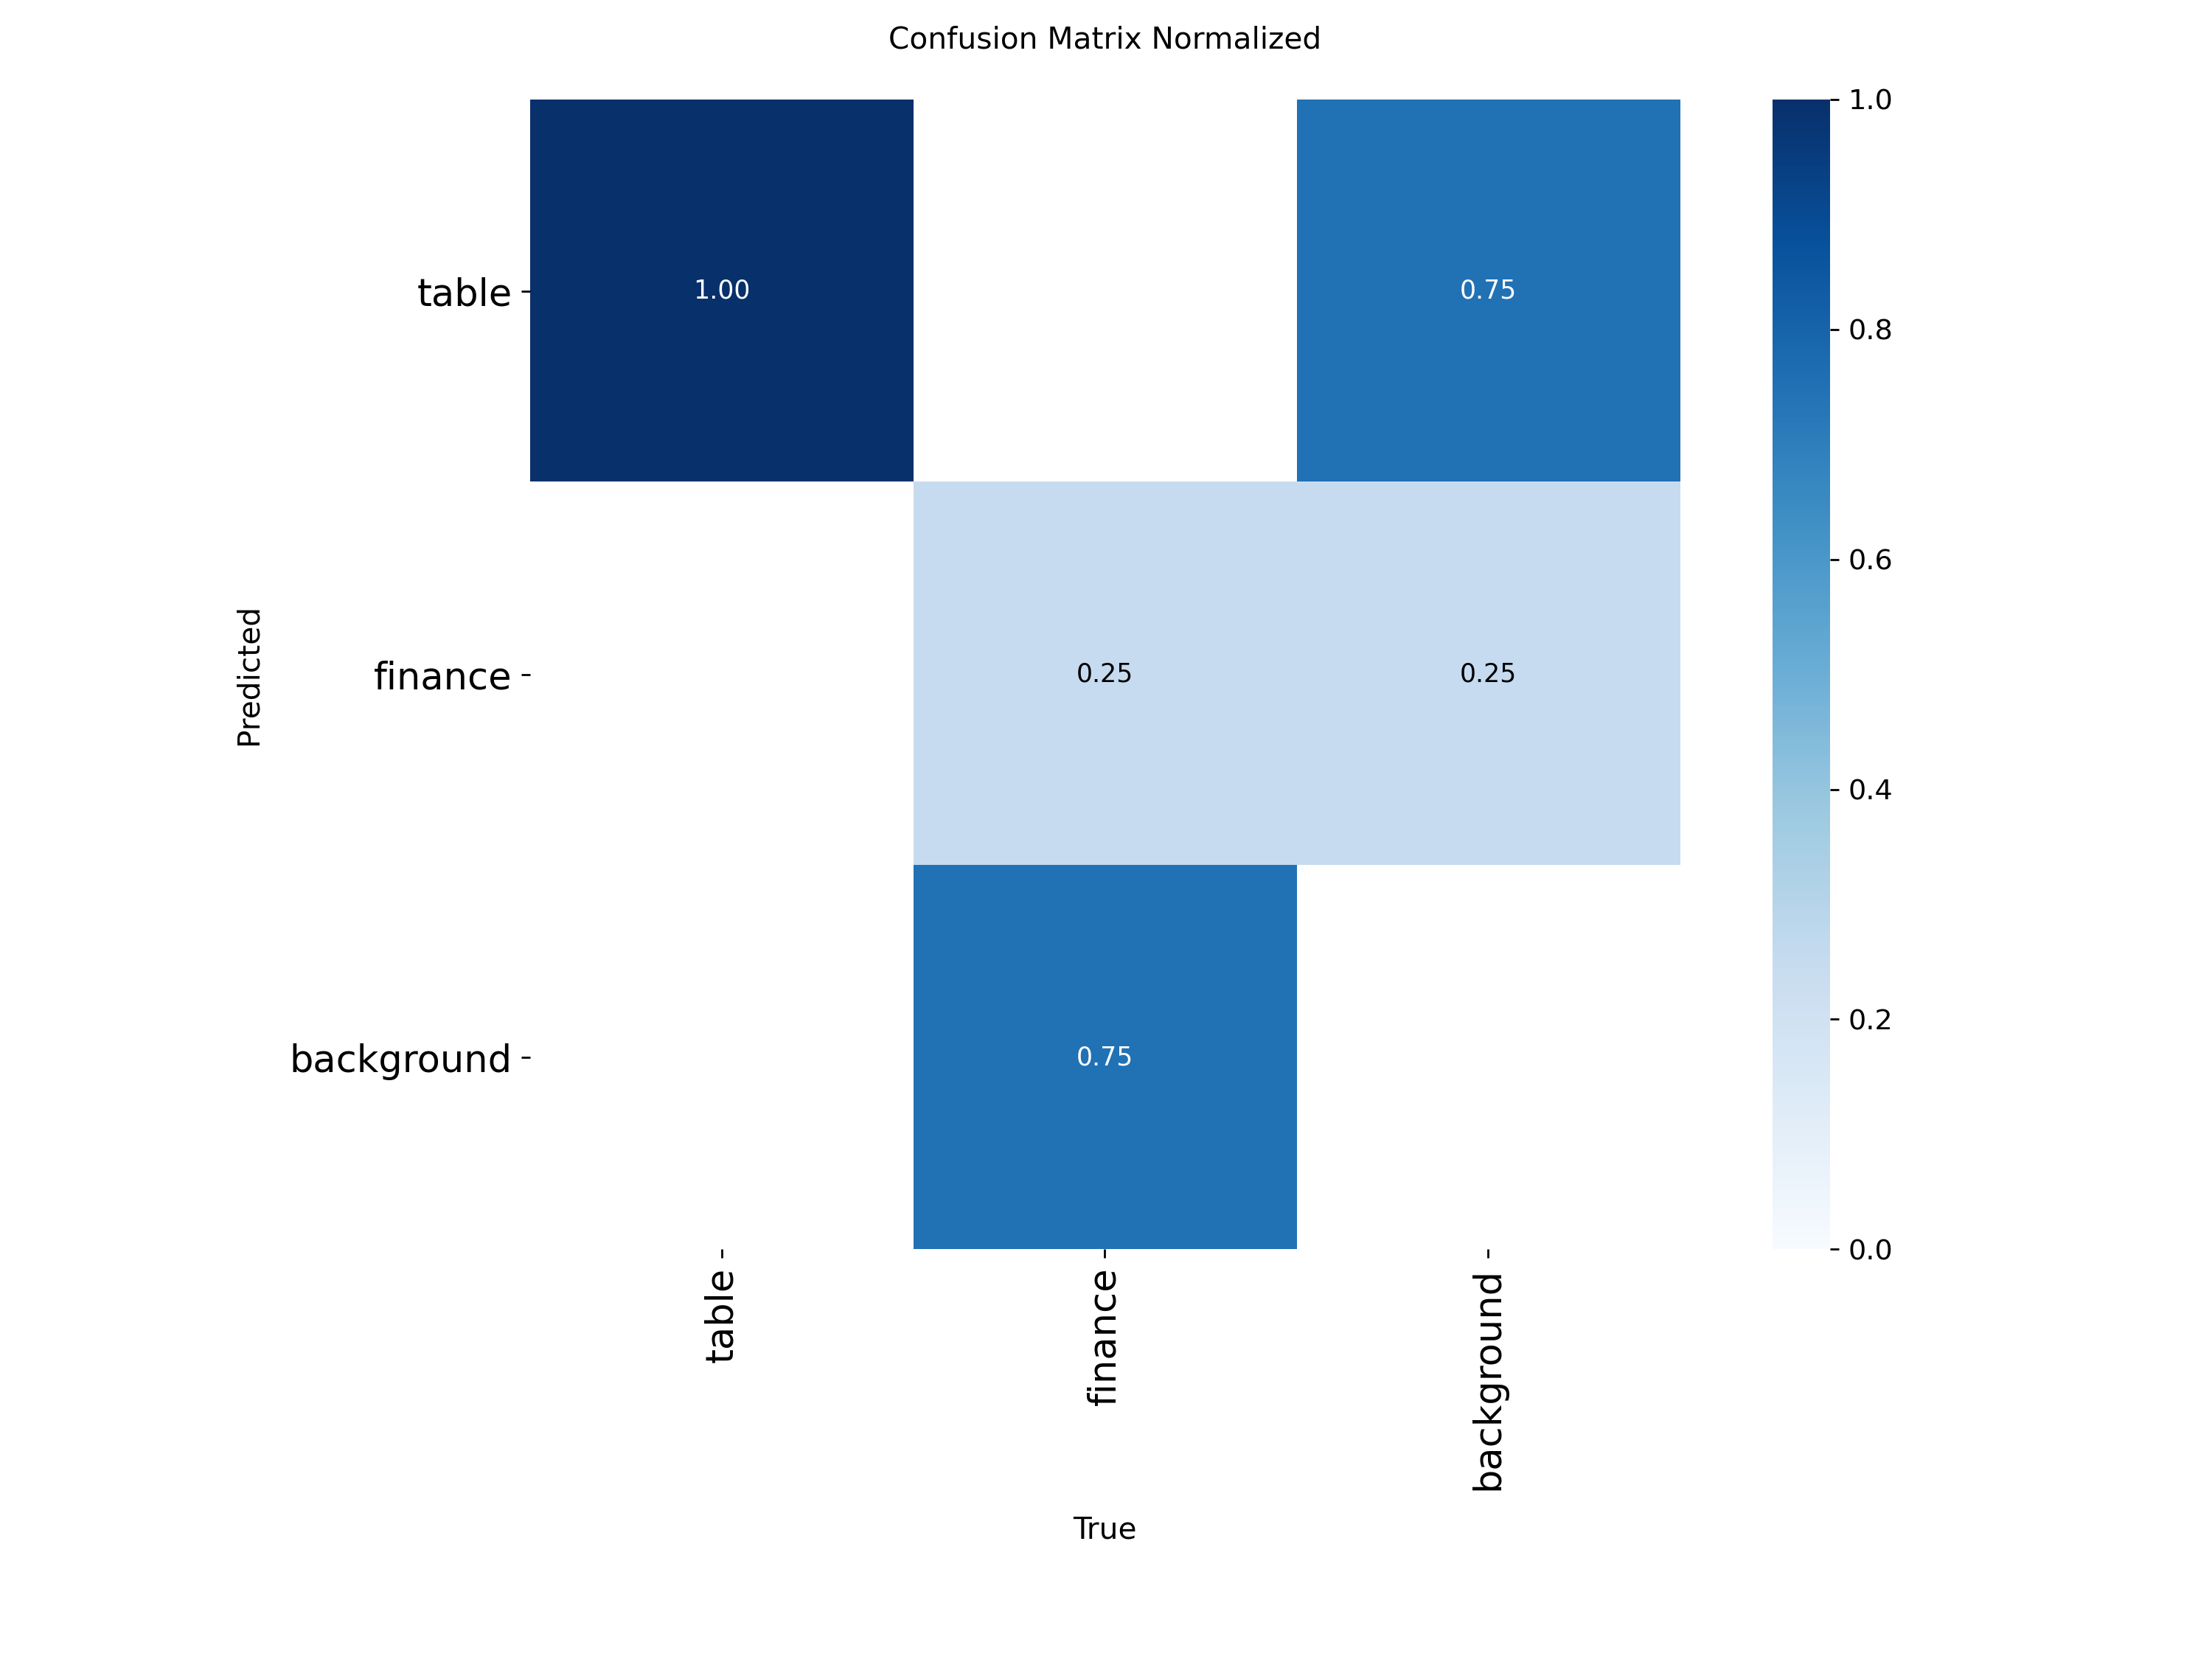 Confusion Matrix Normalized
1.0
table
1.00
0.75
0.8
0.6
Predicted
finance
0.25
0.25
0.4
background
0.75
0.2
0.0
table
finance
background
True